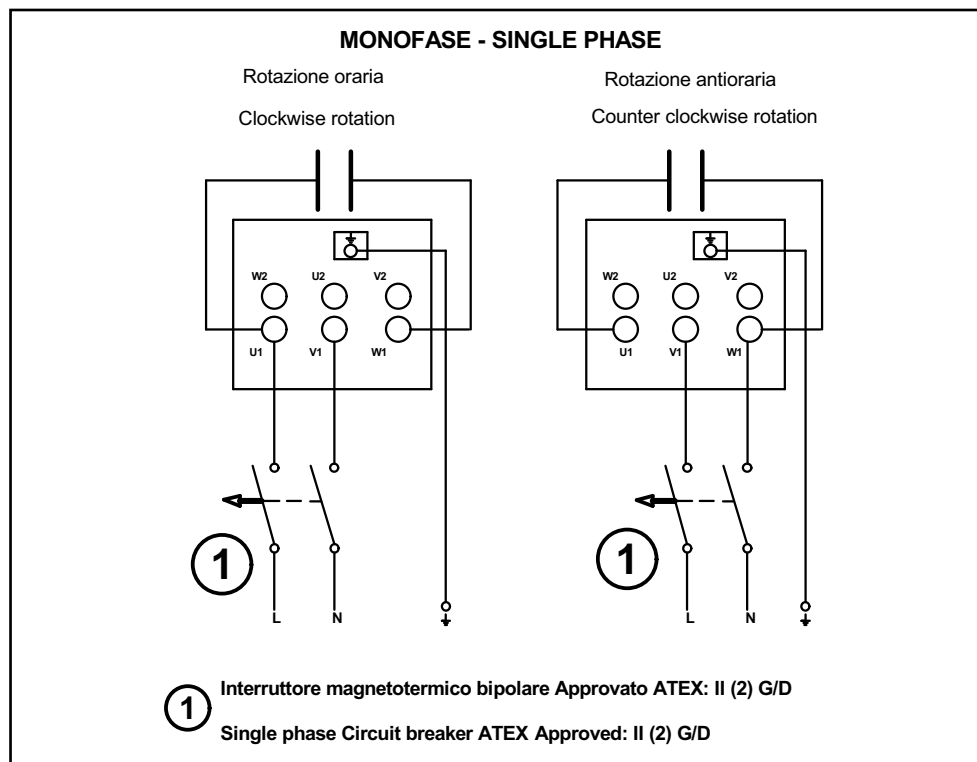 MONOFASE - SINGLE PHASE
Rotazione oraria
Clockwise rotation
W2 U2 V2
U1 V1 W1
1
L N
Rotazione antioraria
Counter clockwise rotation
W2 U2 V2
U1 V1 W1
1
L N
1
Interruttore magnetotermico bipolare Approvato ATEX: II (2) G/D
Single phase Circuit breaker ATEX Approved: II (2) G/D